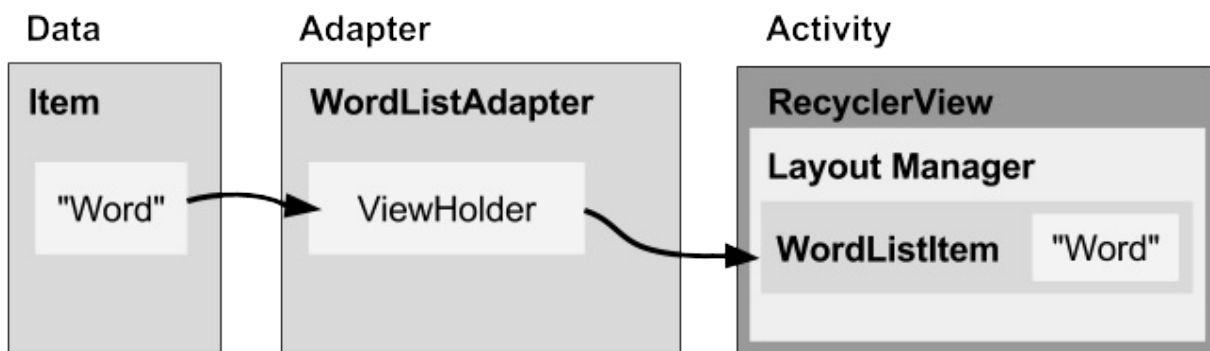 Data
Item
"Word"
Adapter
WordListAdapter
ViewHolder
Activity
RecyclerView
Layout Manager
WordListItem "Word"